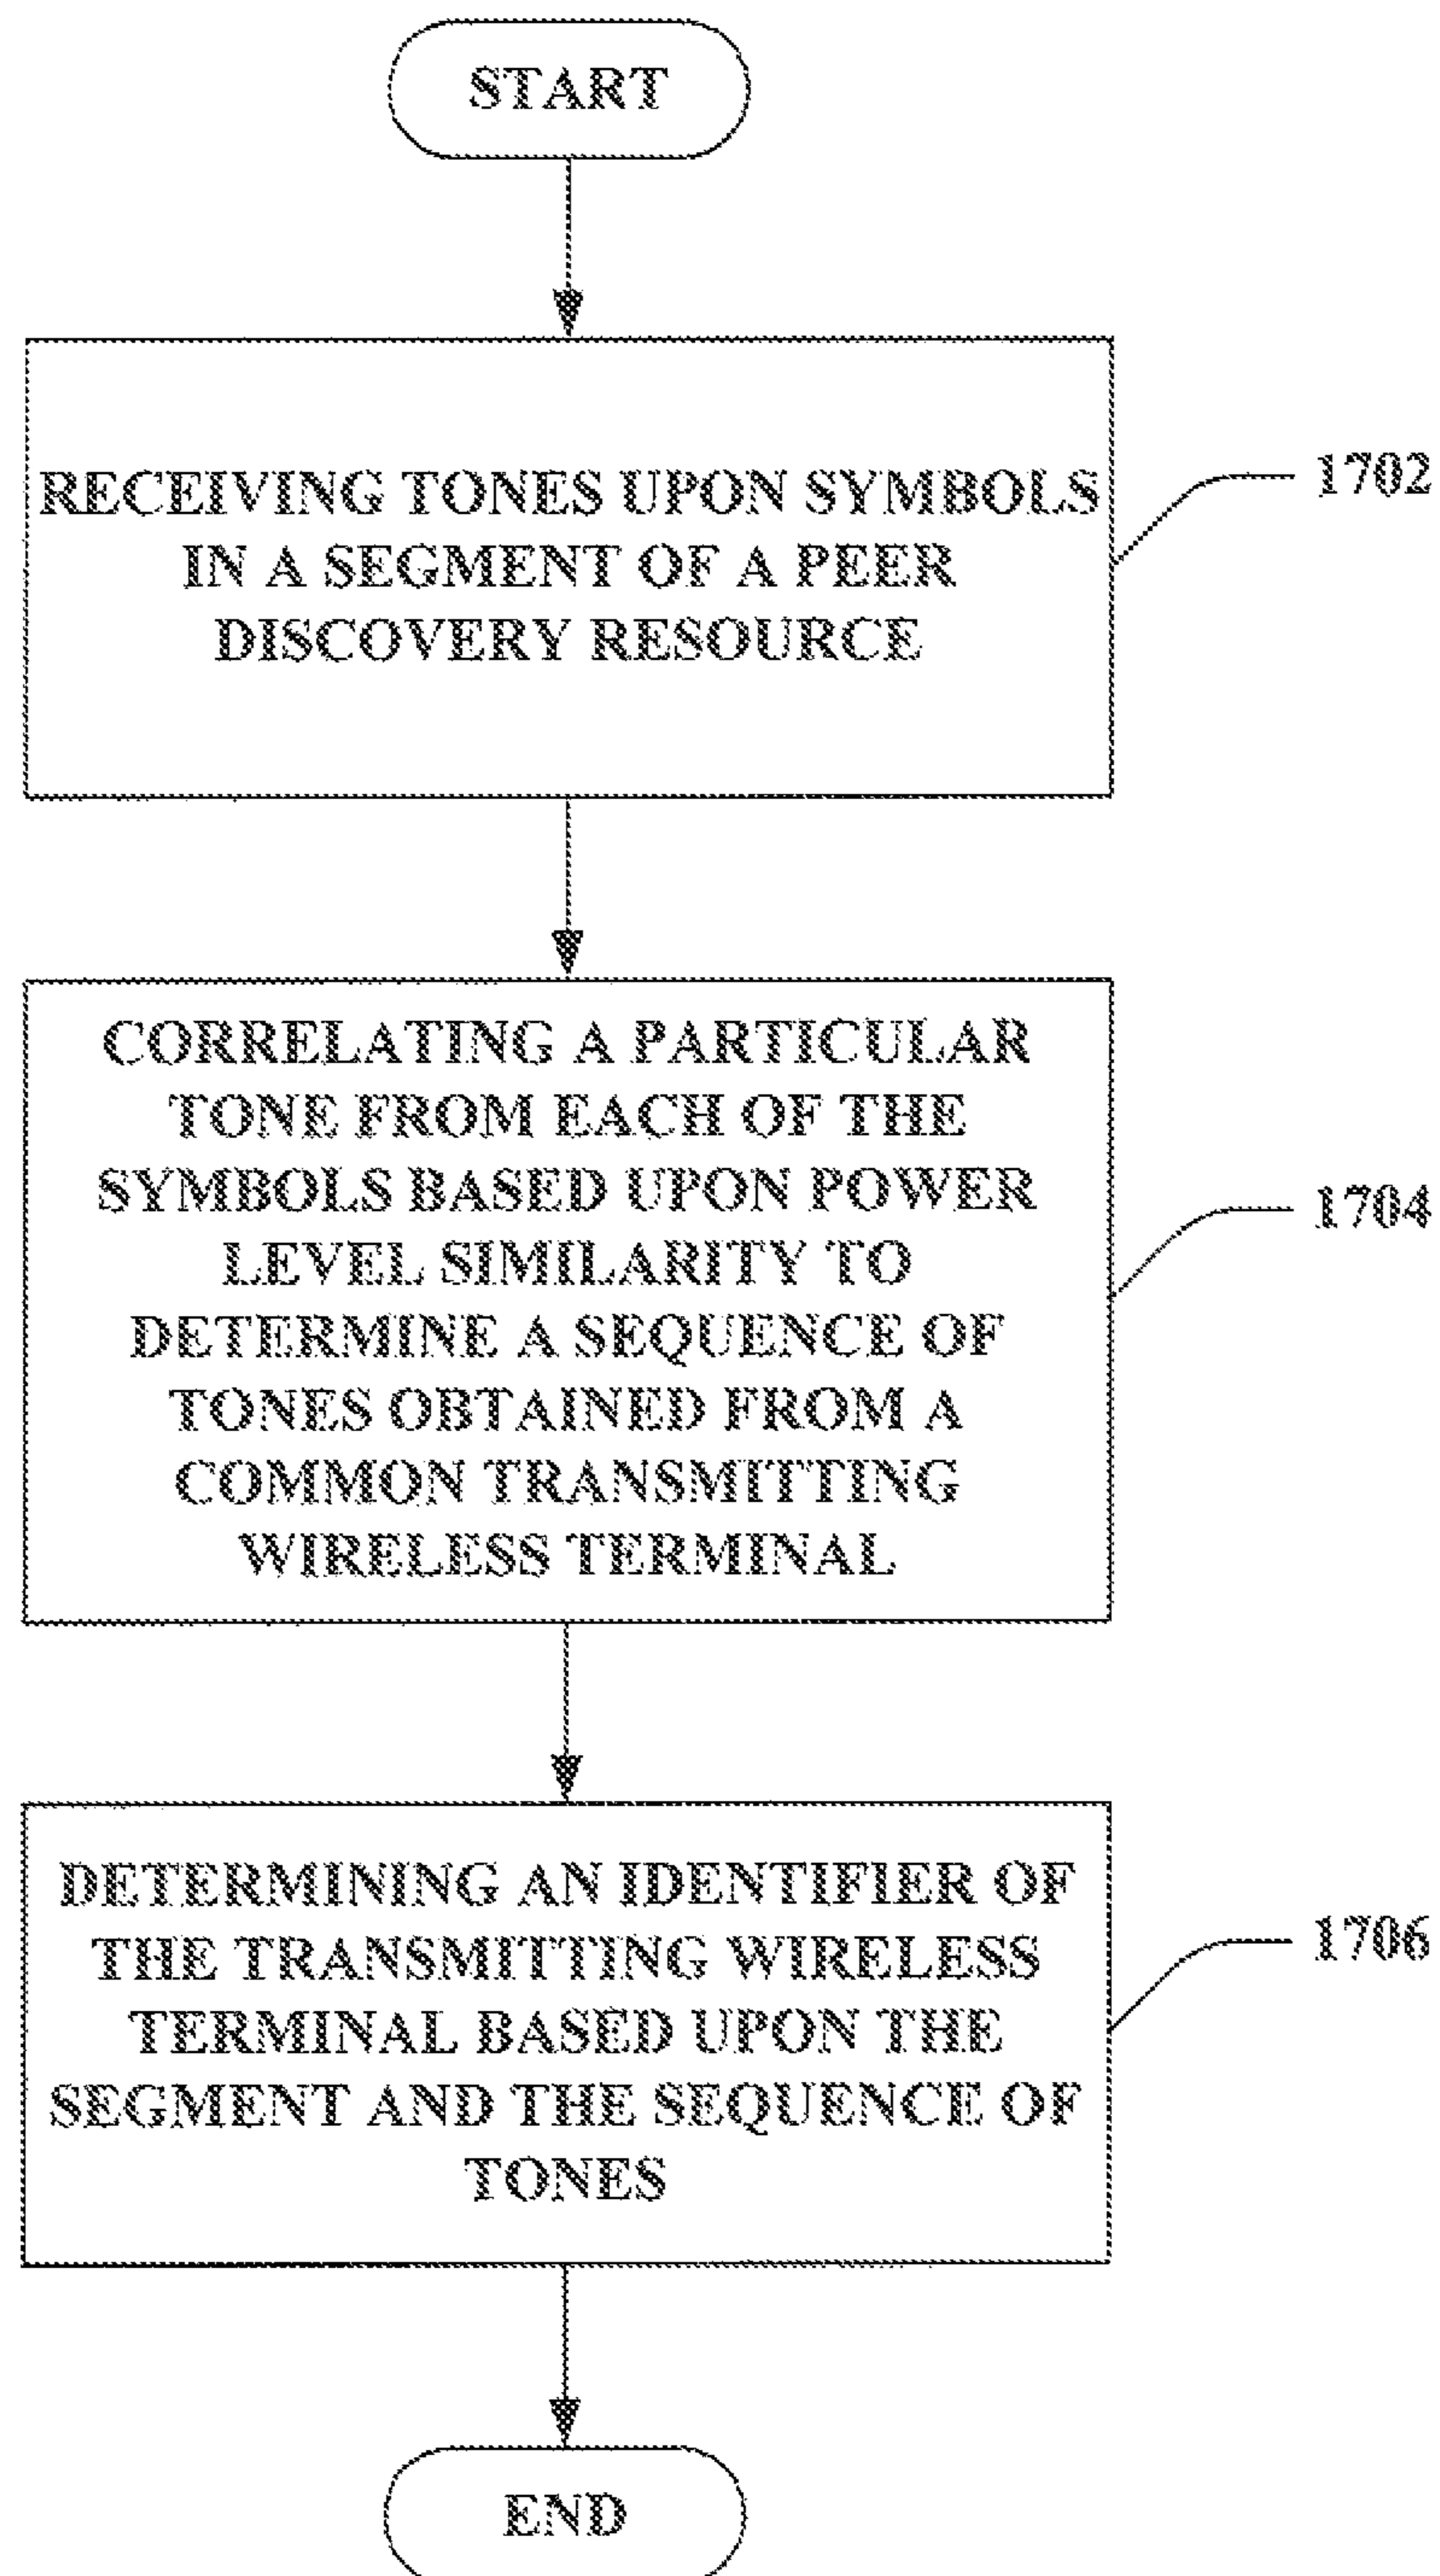 START
RECEIVING TONES UPON SYMBOLS
IN A SEGMENT OF A PEER
DISCOVERY RESOURCE
1702
CORRELATING A PARTICULAR
TONE FROM EACH OF THE
SYMBOLS BASED UPON POWER
LEVEL SIMILARITY TO
DETERMINE A SEQUENCE OF
TONES OBTAINED FROM A
COMMON TRANSMITTING
WIRELESS TERMINAL
1704
DETERMINING AN IDENTIFIER OF
THE TRANSMITTING WIRELESS
TERMINAL BASED UPON THE
SEGMENT AND THE SEQUENCE OF
TONES
1706
END